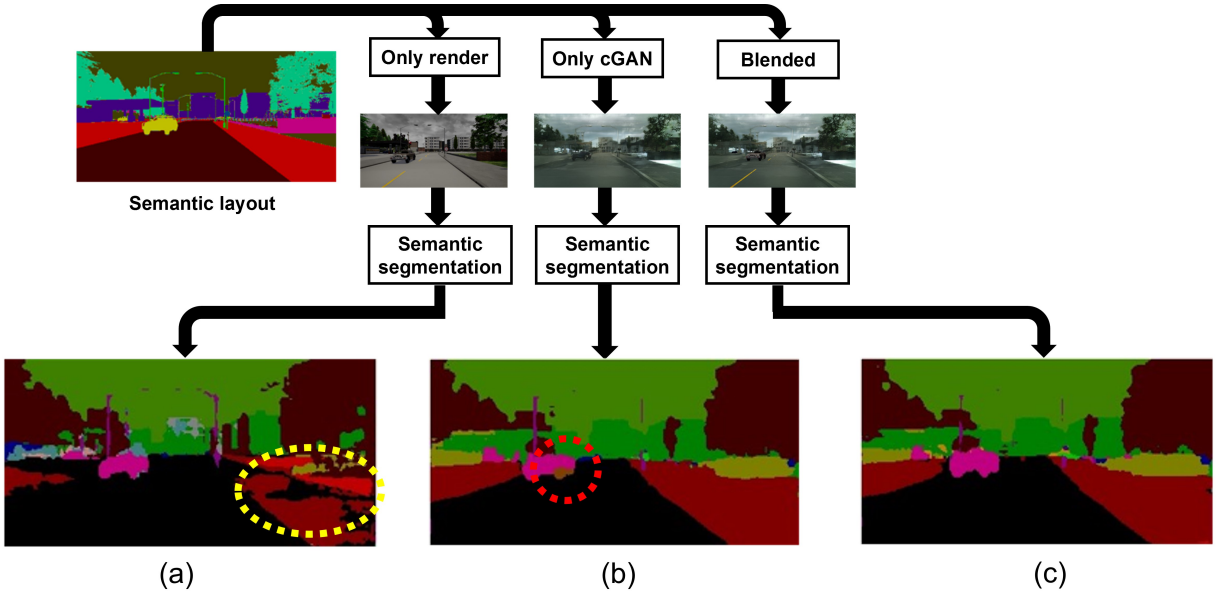 Only render
Only cGAN
Blended
Semantic layout
Semantic
segmentation
Semantic
segmentation
Semantic
segmentation
(a)
(b)
(c)